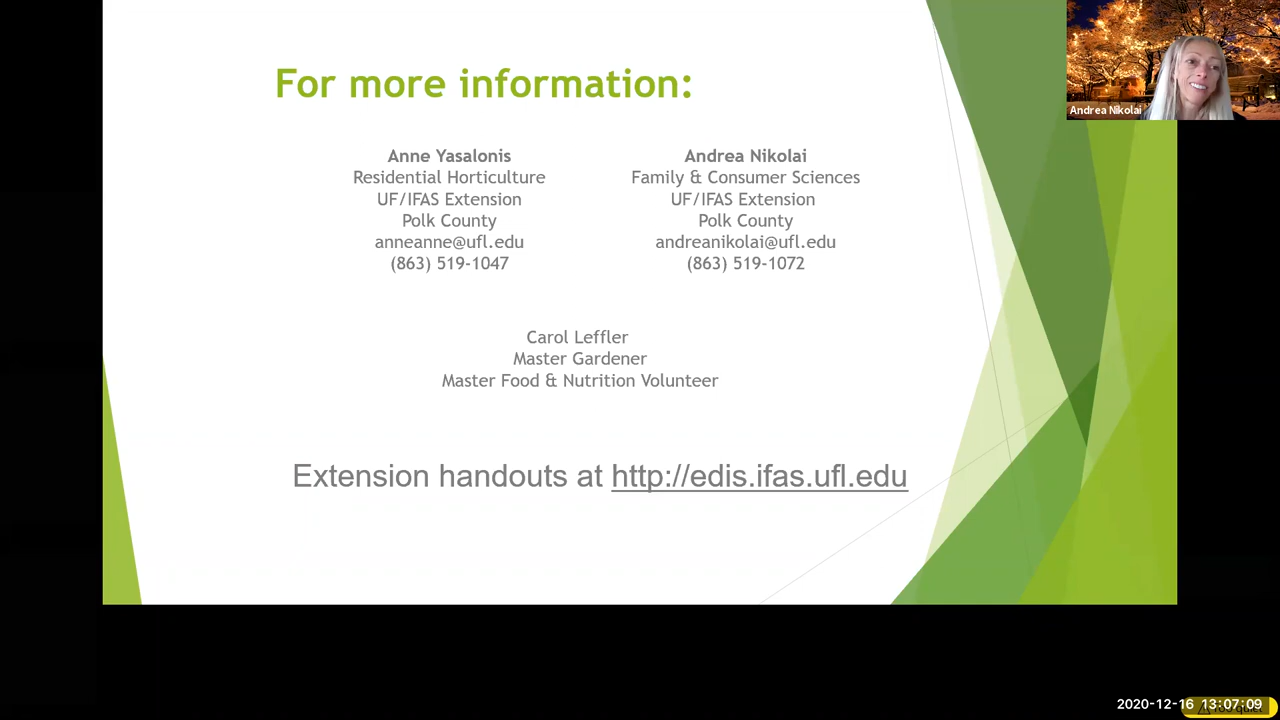 For more information:
Anne Yasalonis
Residential Horticulture
UF/IFAS Extension
Polk County
anneanne@ufl.edu
(863) 519-1047
Andrea Nikolai
Family & Consumer Sciences
UF/IFAS Extension
Polk County
andreanikolai@ufl.edu
(863) 519-1072
Carol Leffler
Master Gardener
Master Food & Nutrition Volunteer
Extension handouts at http://edis.ifas.ufl.edu
Andrea Nikolai
2020-12-16 13:07:09